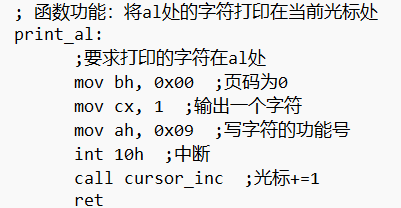 ; 函数功能：将al处的字符打印在当前光标处
print_al:
;要求打印的字符在al处
mov bh, 0x00  ;页码为0
mov cx, 1  ;输出一个字符
mov ah, 0x09  ;写字符的功能号
int 10h  ;中断
call cursor_inc  ;光标+=1
ret